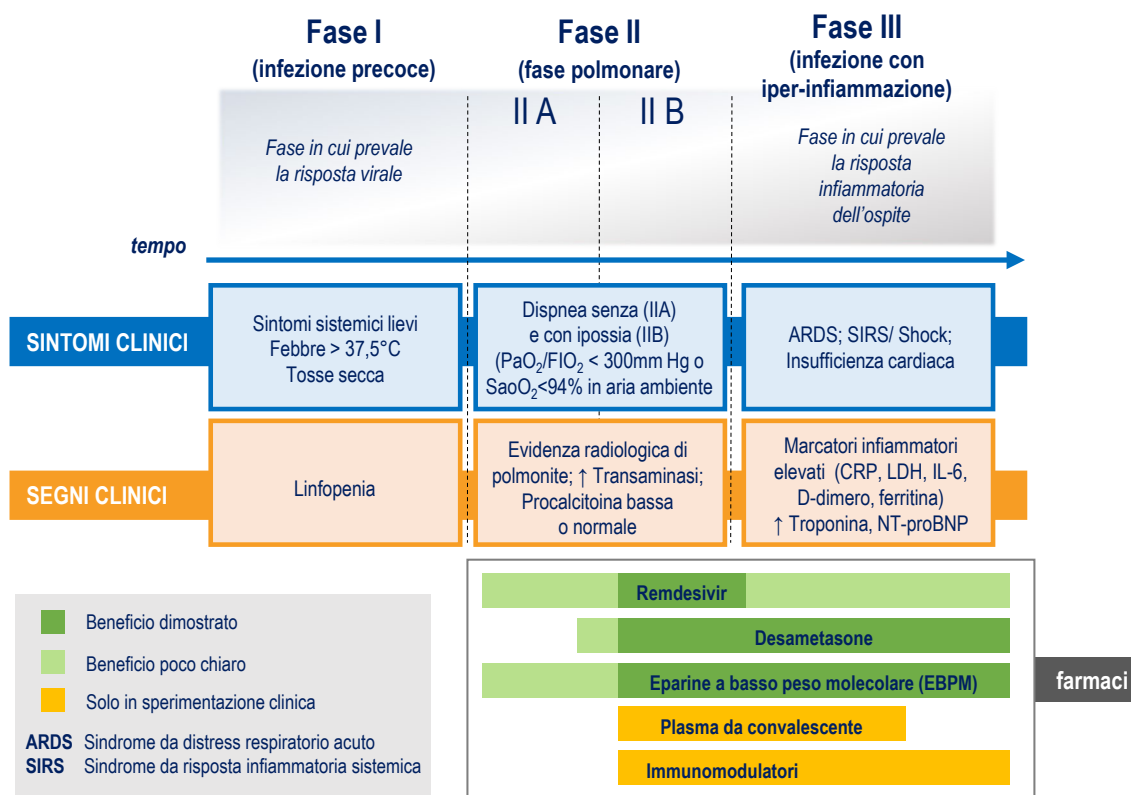 Fase I
(infezione precoce)
Fase II
(fase polmonare)
Fase III
(infezione con
iper-infiammazione)
II A
II B
Fase in cui prevale
la risposta virale
Fase in cui prevale
la risposta
infiammatoria
dell'ospite
tempo
SINTOMI CLINICI
Sintomi sistemici lievi
Febbre > 37,5°C
Tosse secca
Dispnea senza (IIA)
e con ipossia (IIB)
(PaO₂/FIO₂ < 300mm Hg o
SaoO₂<94% in aria ambiente
ARDS; SIRS/ Shock;
Insufficienza cardiaca
SEGNI CLINICI
Linfopenia
Evidenza radiologica di
polmonite; ↑ Transaminasi;
Procalcitoina bassa
o normale
Marcatori infiammatori
elevati (CRP, LDH, IL-6,
D-dimero, ferritina)
↑ Troponina, NT-proBNP
Beneficio dimostrato
Beneficio poco chiaro
Solo in sperimentazione clinica
ARDS Sindrome da distress respiratorio acuto
SIRS Sindrome da risposta infiammatoria sistemica
Remdesivir
Desametasone
Eparine a basso peso molecolare (EBPM)
Plasma da convalescente
Immunomodulatori
farmaci